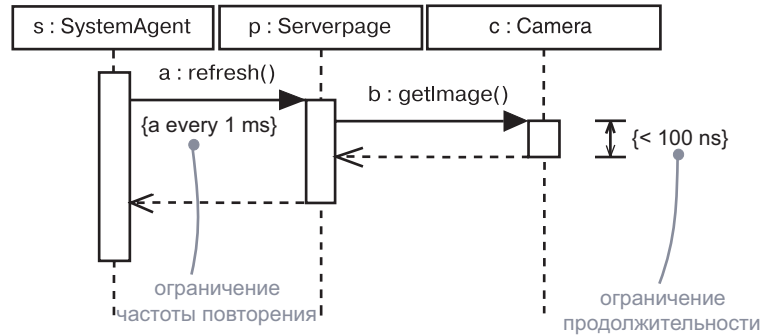 s : SystemAgent
p : Serverpage
c : Camera
a : refresh()
b : getImage()
{a every 1 ms}
{< 100 ns}
ограничение
частоты повторения
ограничение
продолжительности